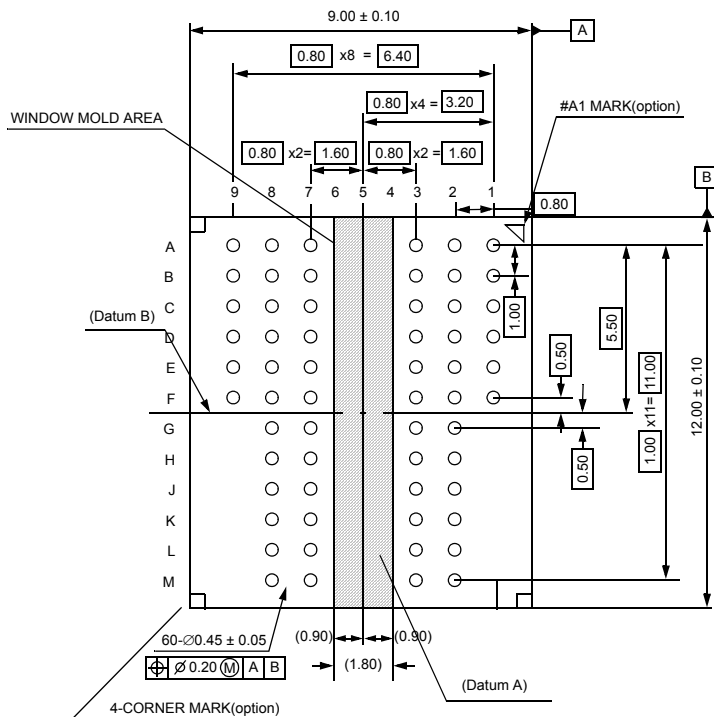 9.00 ± 0.10
A
0.80 x8 = 6.40
WINDOW MOLD AREA
0.80 x4 = 3.20
#A1 MARK(option)
0.80 x2= 1.60 0.80 x2 = 1.60
B
9 8 7 6 5 4 3 2 1
0.80
A
B
C
D
E
F
G
H
J
K
L
M
(Datum B)
1.00
0.50
5.50
0.50
1.00 x11= 11.00
12.00 ± 0.10
60-∅0.45 ± 0.05
(0.90) (0.90)
⌖ ∅ 0.20 Ⓜ A B
(1.80)
(Datum A)
4-CORNER MARK(option)